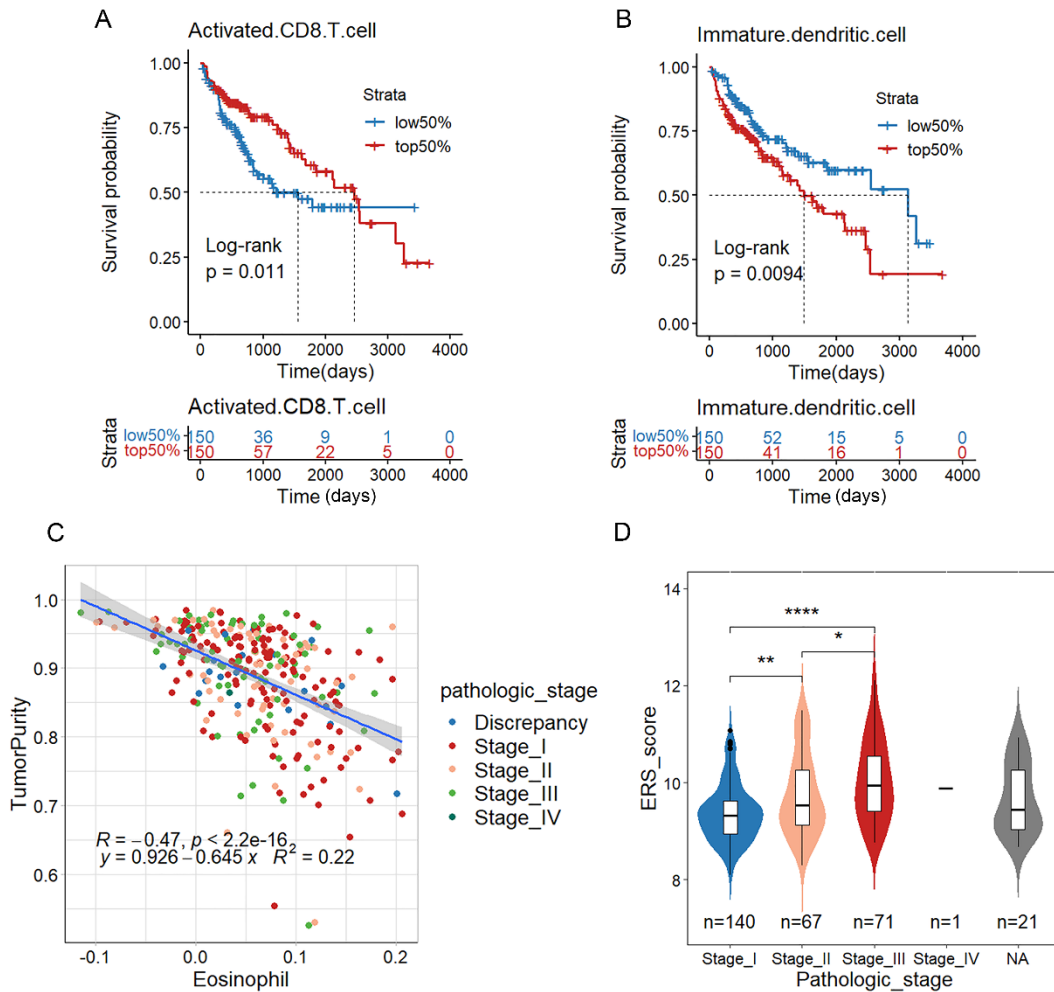 A
Activated.CD8.T.cell
Survival probability
1.00
0.75
0.50
0.25
0.00
Strata
low50%
top50%
Log-rank
p = 0.011
0 1000 2000 3000 4000
Time(days)
Activated.CD8.T.cell
Strata
low50% 150 36 9 1 0
top50% 150 57 22 5 0
0 1000 2000 3000 4000
Time (days)
B
Immature.dendritic.cell
Survival probability
1.00
0.75
0.50
0.25
0.00
Strata
low50%
top50%
Log-rank
p = 0.0094
0 1000 2000 3000 4000
Time(days)
Immature.dendritic.cell
Strata
low50% 150 52 15 5 0
top50% 150 41 16 1 0
0 1000 2000 3000 4000
Time (days)
C
TumorPurity
1.0
0.9
0.8
0.7
0.6
R = −0.47, p < 2.2e-16,
y = 0.926 − 0.645 x R² = 0.22
-0.1 0.0 0.1 0.2
Eosinophil
pathologic_stage
Discrepancy
Stage_I
Stage_II
Stage_III
Stage_IV
D
ERS_score
14
12
10
8
****
*
**
n=140 n=67 n=71 n=1 n=21
Stage_I Stage_II Stage_III Stage_IV NA
Pathologic_stage